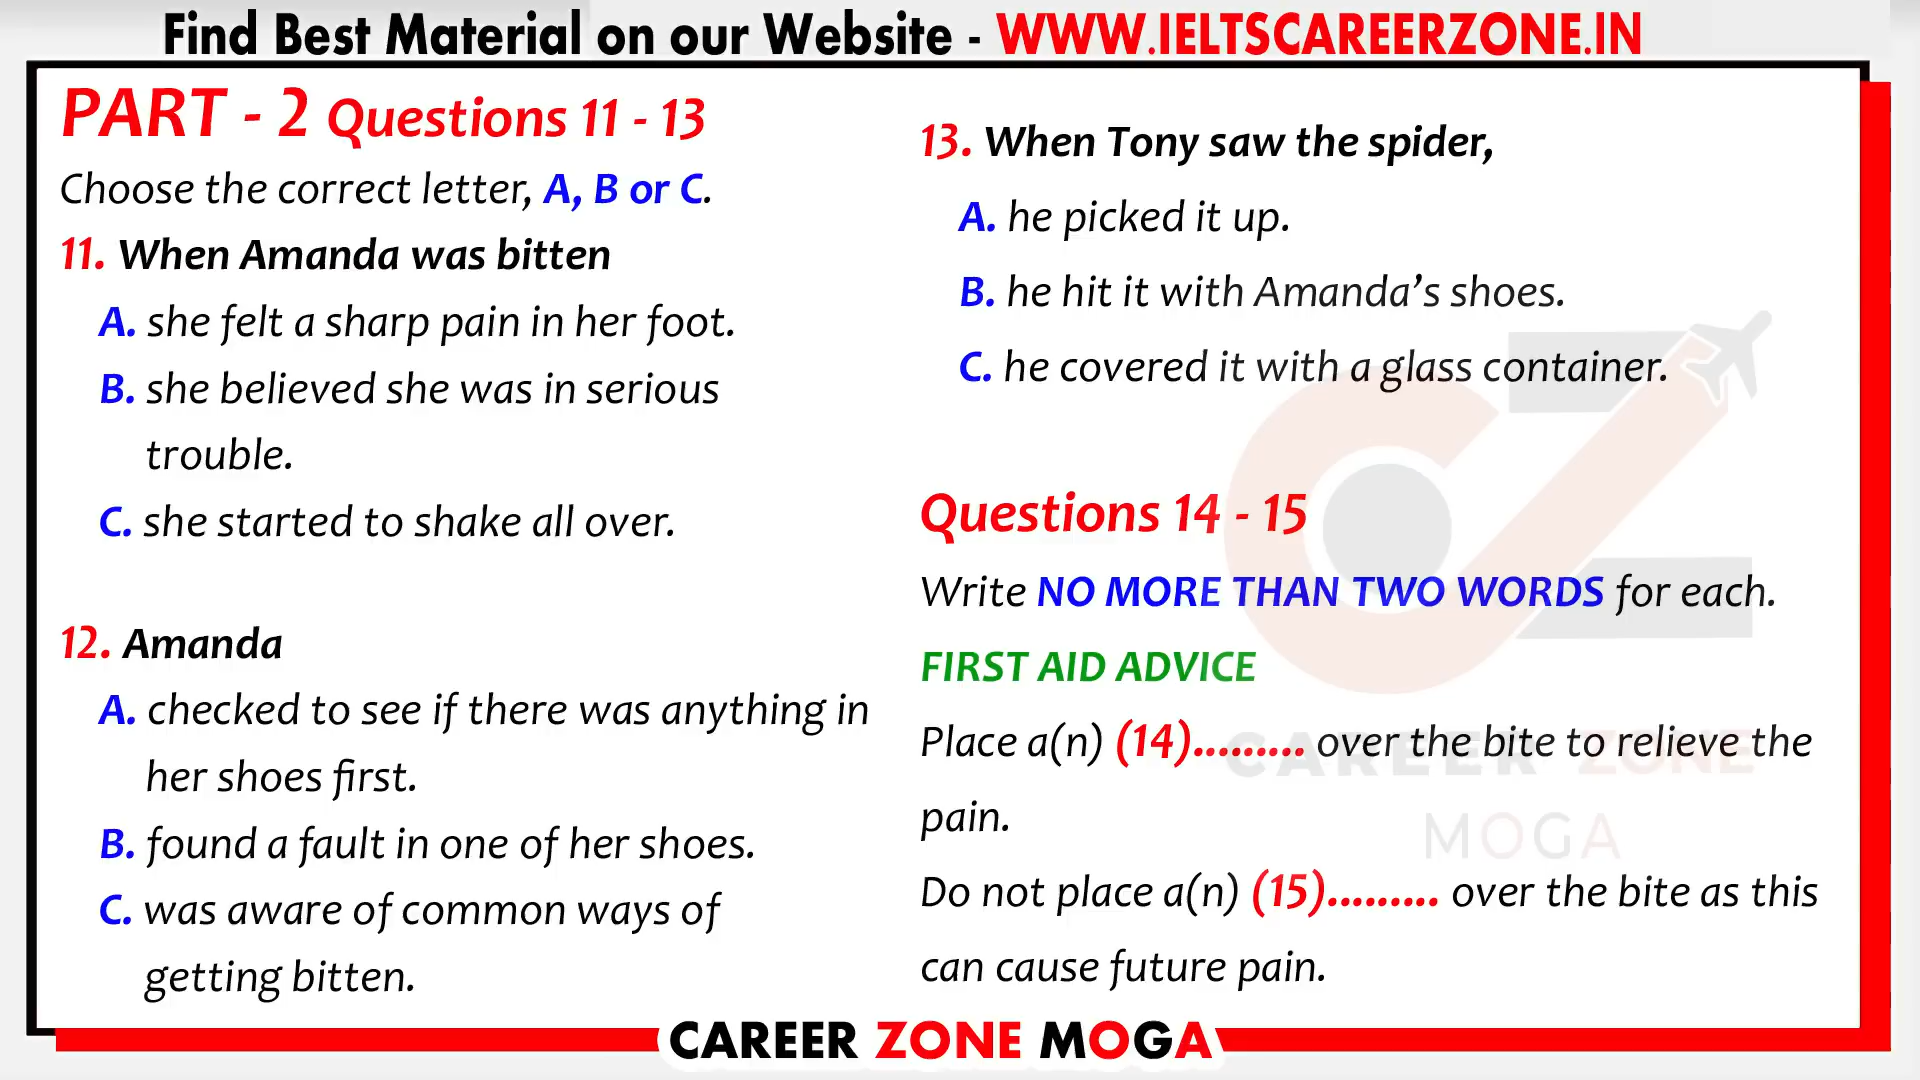 Find Best Material on our Website - WWW.IELTSCAREERZONE.IN
PART - 2 Questions 11 - 13
Choose the correct letter, A, B or C.
11. When Amanda was bitten
A. she felt a sharp pain in her foot.
B. she believed she was in serious
trouble.
C. she started to shake all over.
12. Amanda
A. checked to see if there was anything in
her shoes first.
B. found a fault in one of her shoes.
C. was aware of common ways of
getting bitten.
13. When Tony saw the spider,
A. he picked it up.
B. he hit it with Amanda’s shoes.
C. he covered it with a glass container.
Questions 14 - 15
Write NO MORE THAN TWO WORDS for each.
FIRST AID ADVICE
Place a(n) (14)......... over the bite to relieve the
pain.
Do not place a(n) (15)......... over the bite as this
can cause future pain.
CAREER ZONE
MOGA
CAREER ZONE MOGA